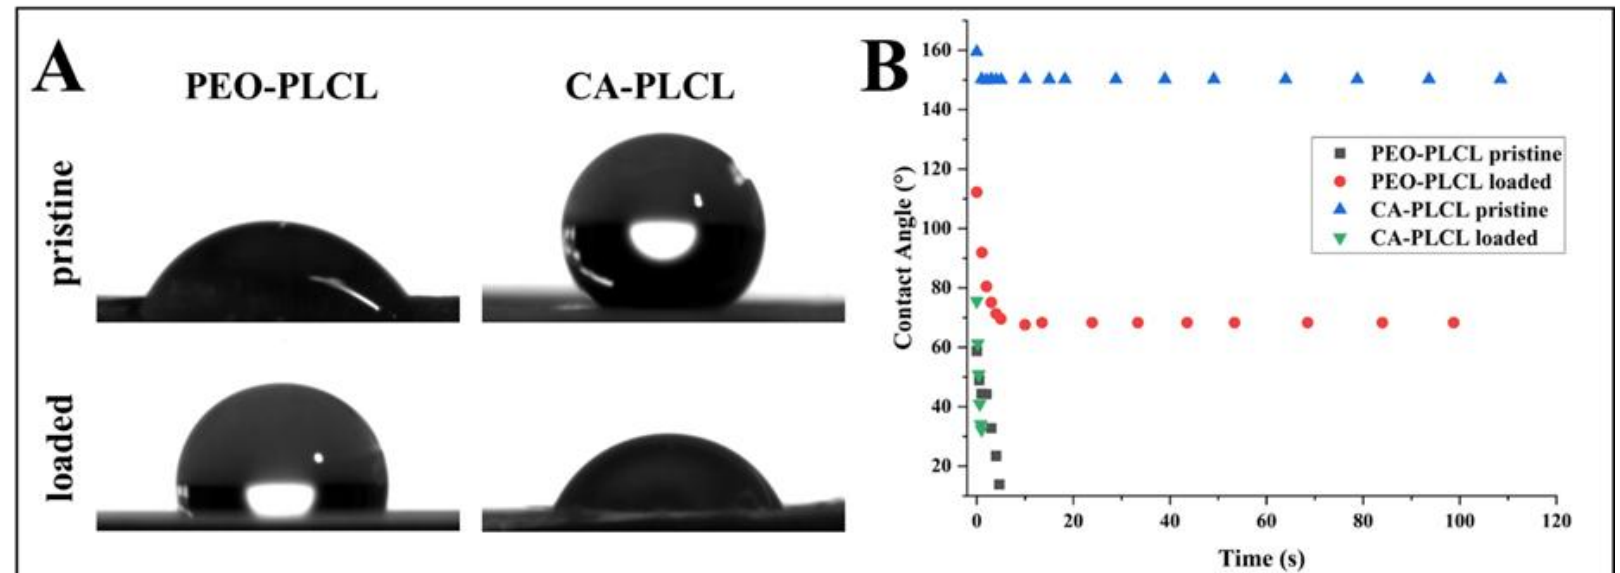 A
PEO-PLCL
CA-PLCL
pristine
loaded
B
Contact Angle (°)
160
140
120
100
80
60
40
20
0
20
40
60
80
100
120
Time (s)
PEO-PLCL pristine
PEO-PLCL loaded
CA-PLCL pristine
CA-PLCL loaded